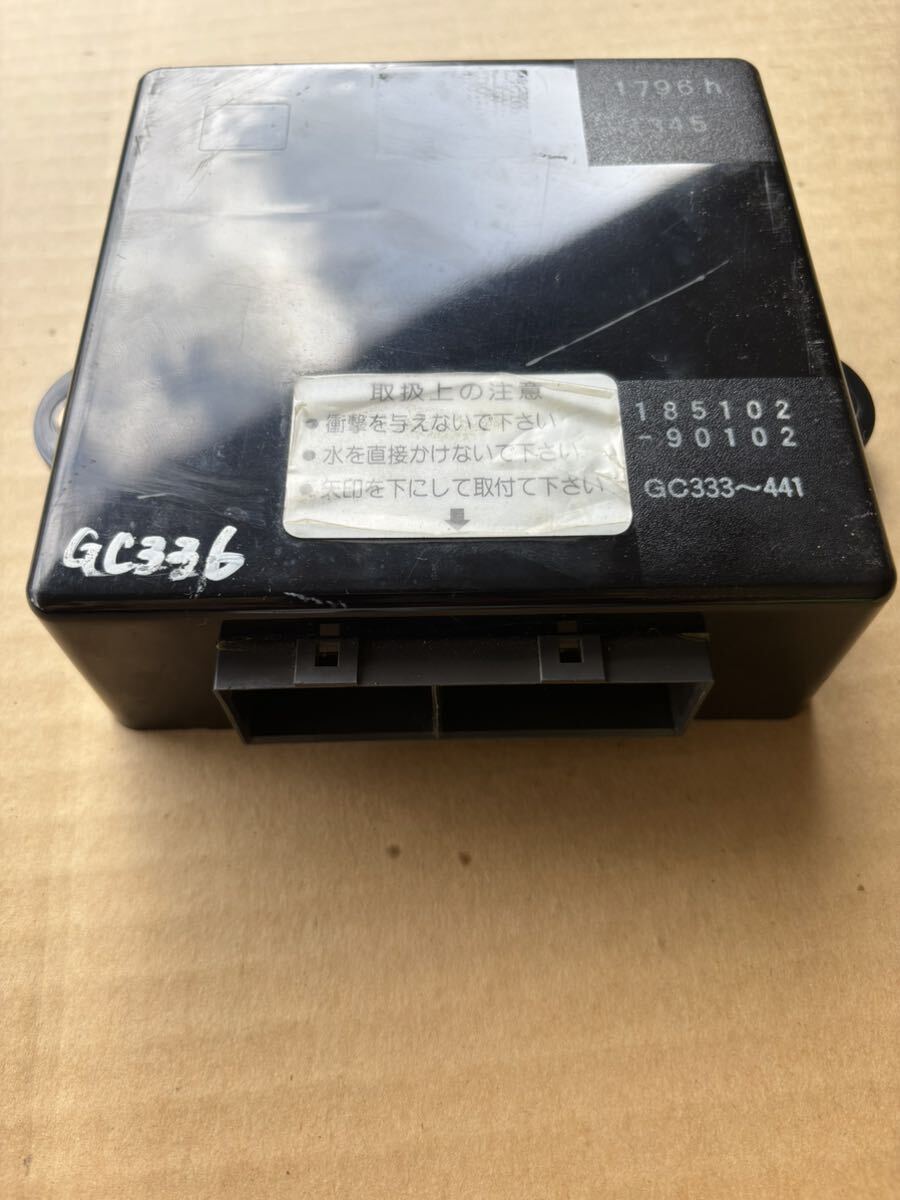 1796h
345
取扱上の注意
• 衝撃を与えないで下さい
• 水を直接かけないで下さい
• 矢印を下にして取付て下さい
185102
-90102
GC333～441
GC336